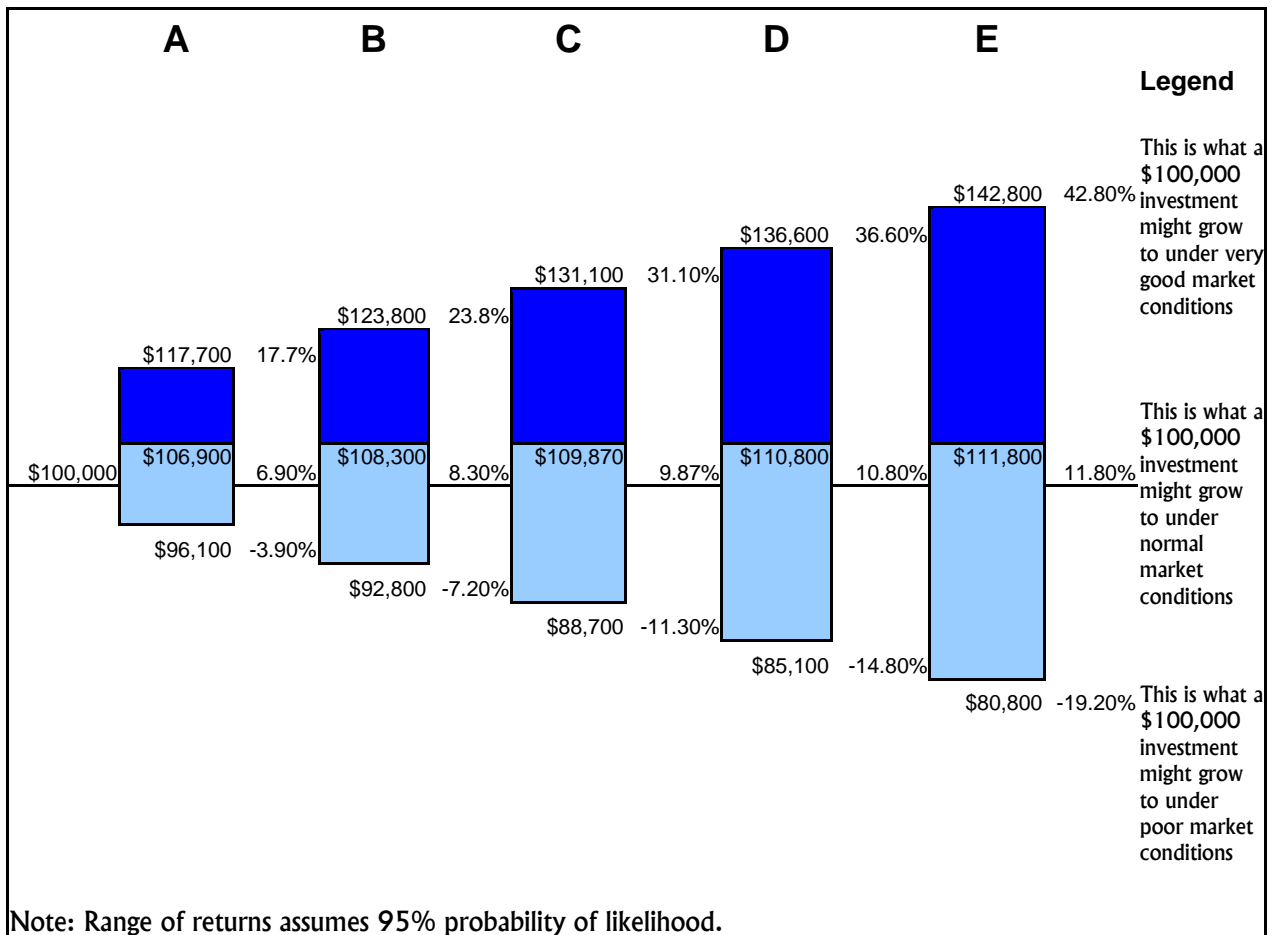 A B C D E
Legend
This is what a
$100,000
investment
might grow
to under very
good market
conditions
$142,800 42.80%
$136,600 36.60%
$131,100 31.10%
$123,800 23.8%
$117,700 17.7%
This is what a
$100,000
investment
might grow
to under
normal
market
conditions
$100,000 $106,900 6.90% $108,300 8.30% $109,870 9.87% $110,800 10.80% $111,800 11.80%
$96,100 -3.90%
$92,800 -7.20%
$88,700 -11.30%
$85,100 -14.80%
$80,800 -19.20%
This is what a
$100,000
investment
might grow
to under
poor market
conditions
Note: Range of returns assumes 95% probability of likelihood.